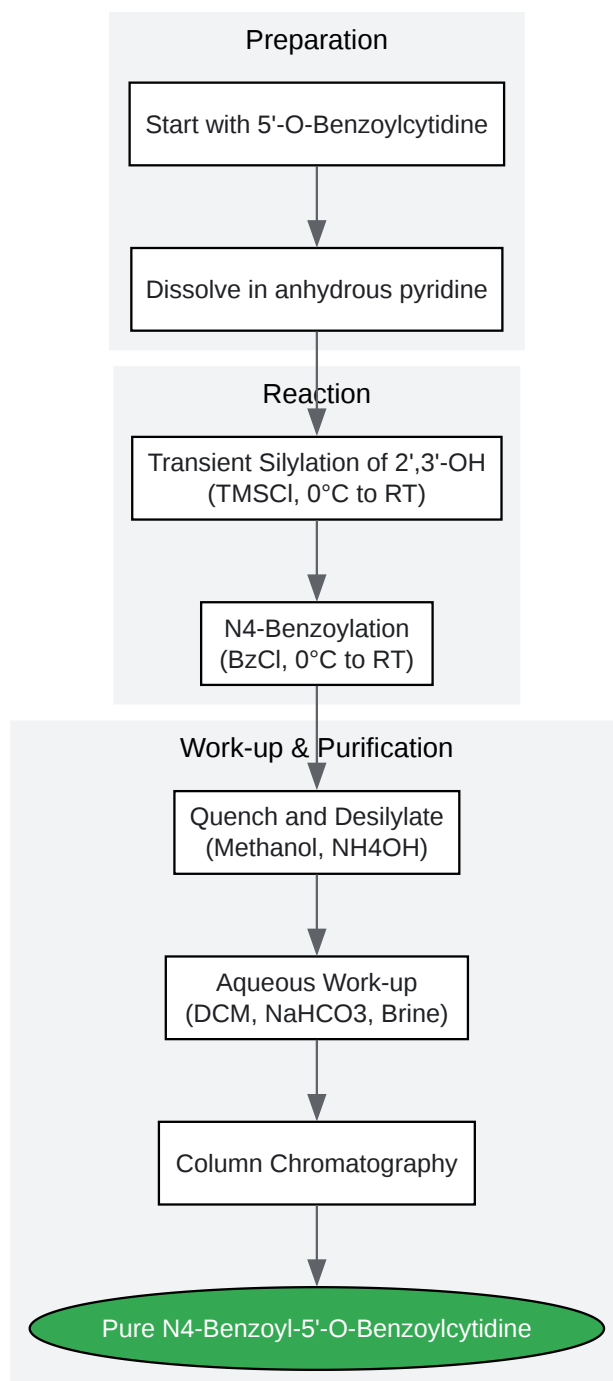 Preparation
Start with 5'-O-Benzoylcytidine
Dissolve in anhydrous pyridine
Reaction
Transient Silylation of 2',3'-OH
(TMSCl, 0°C to RT)
N4-Benzoylation
(BzCl, 0°C to RT)
Work-up & Purification
Quench and Desilylate
(Methanol, NH4OH)
Aqueous Work-up
(DCM, NaHCO3, Brine)
Column Chromatography
Pure N4-Benzoyl-5'-O-Benzoylcytidine